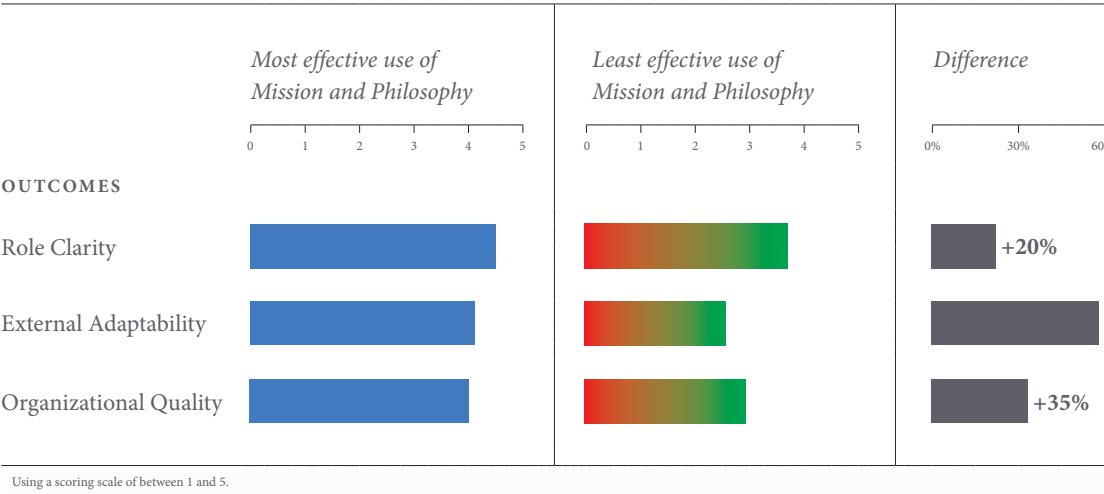 Most effective use of
Mission and Philosophy
Least effective use of
Mission and Philosophy
Difference
0 1 2 3 4 5
0 1 2 3 4 5
0% 30% 60
OUTCOMES
Role Clarity
+20%
External Adaptability
Organizational Quality
+35%
Using a scoring scale of between 1 and 5.